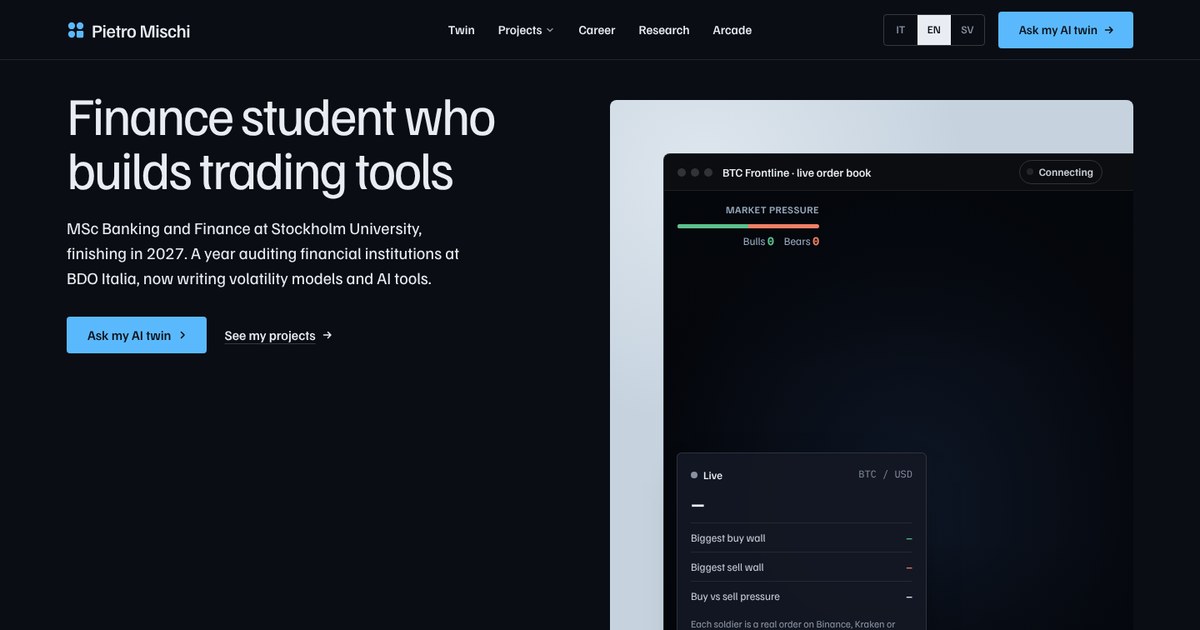 Pietro Mischi
Twin
Projects
Career
Research
Arcade
IT
EN
SV
Ask my AI twin →
Finance student who
builds trading tools
MSc Banking and Finance at Stockholm University,
finishing in 2027. A year auditing financial institutions at
BDO Italia, now writing volatility models and AI tools.
Ask my AI twin
See my projects →
BTC Frontline · live order book
Connecting
MARKET PRESSURE
Bulls 0 Bears 0
Live
BTC / USD
—
Biggest buy wall –
Biggest sell wall –
Buy vs sell pressure –
Each soldier is a real order on Binance, Kraken or